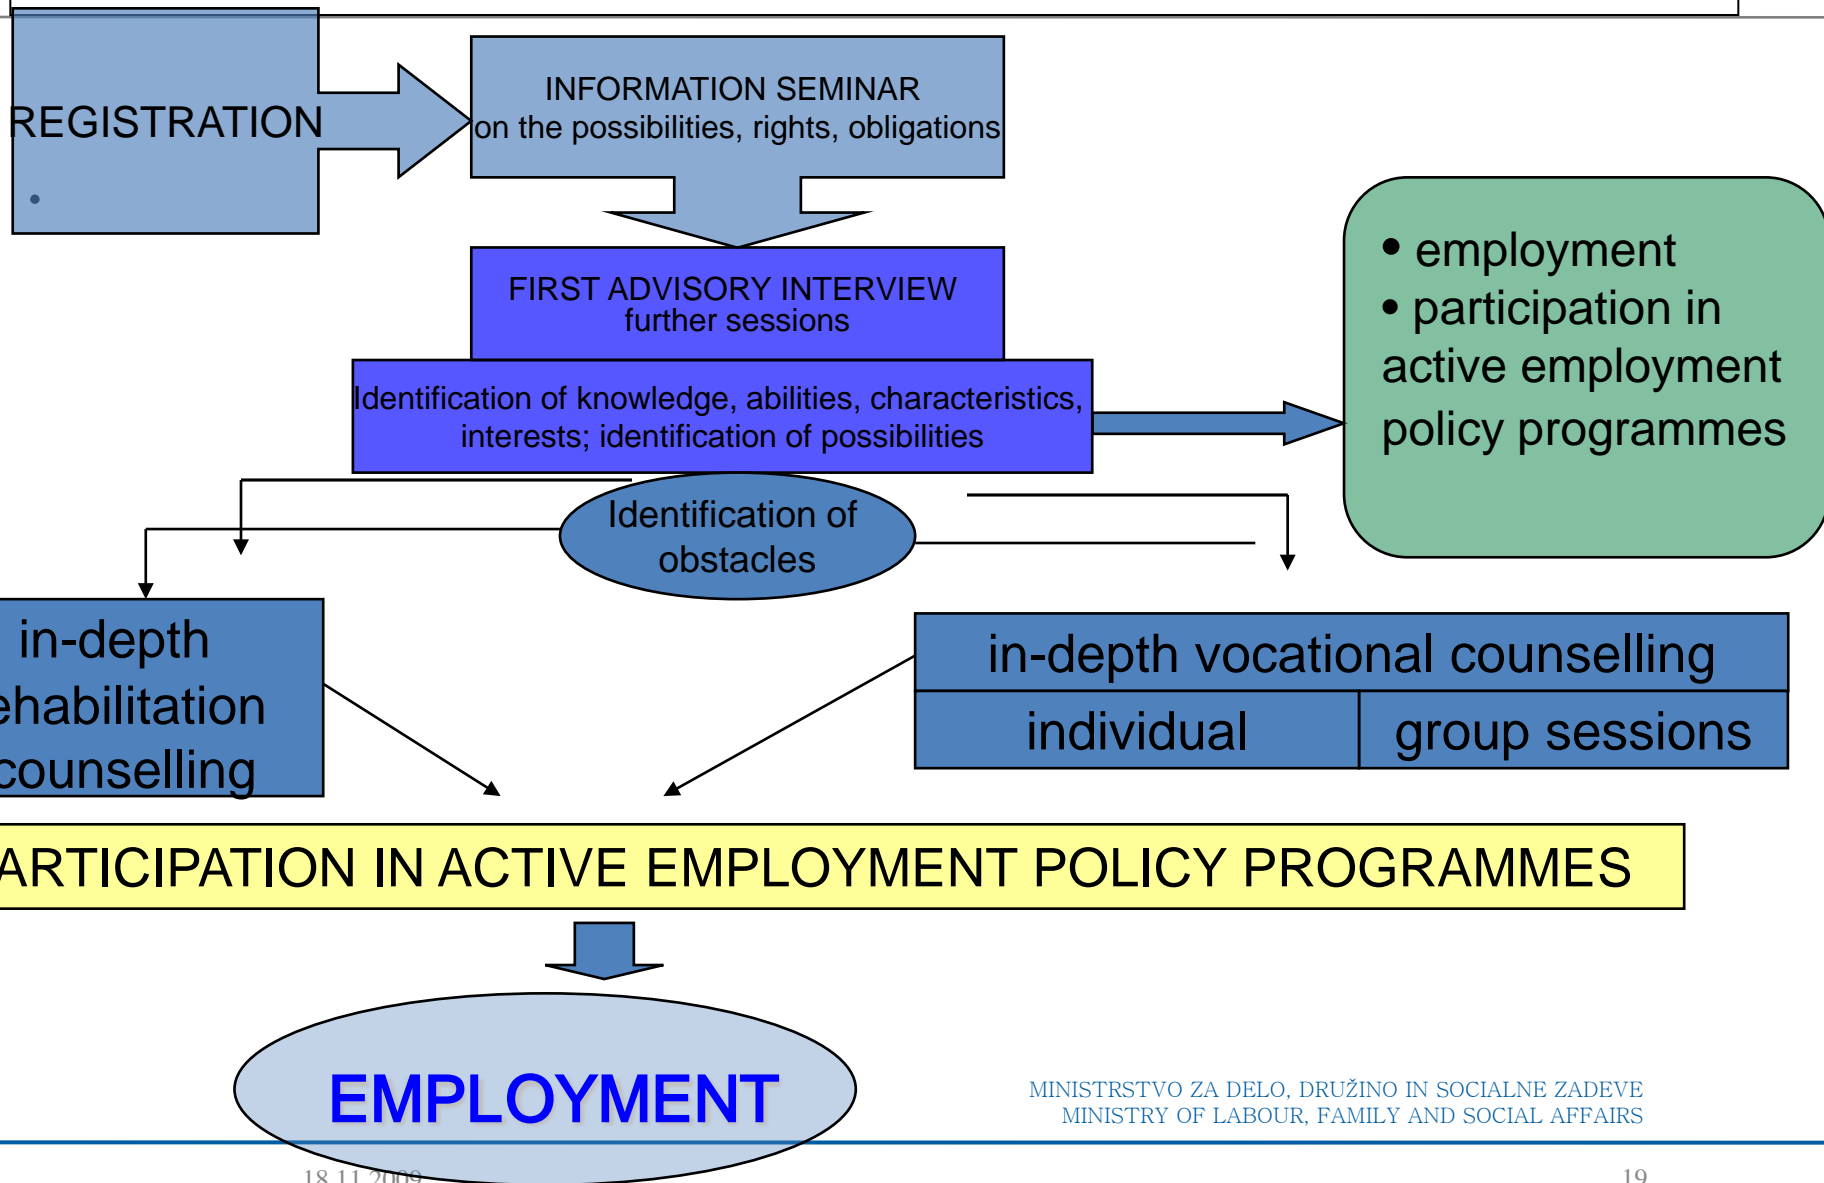 REGISTRATION
•
INFORMATION SEMINAR
on the possibilities, rights, obligations
FIRST ADVISORY INTERVIEW
further sessions
Identification of knowledge, abilities, characteristics,
interests; identification of possibilities
• employment
• participation in
active employment
policy programmes
Identification of
obstacles
in-depth
ehabilitation
counselling
in-depth vocational counselling
individual
group sessions
ARTICIPATION IN ACTIVE EMPLOYMENT POLICY PROGRAMMES
EMPLOYMENT
MINISTRSTVO ZA DELO, DRUŽINO IN SOCIALNE ZADEVE
MINISTRY OF LABOUR, FAMILY AND SOCIAL AFFAIRS
18.11.2009
19